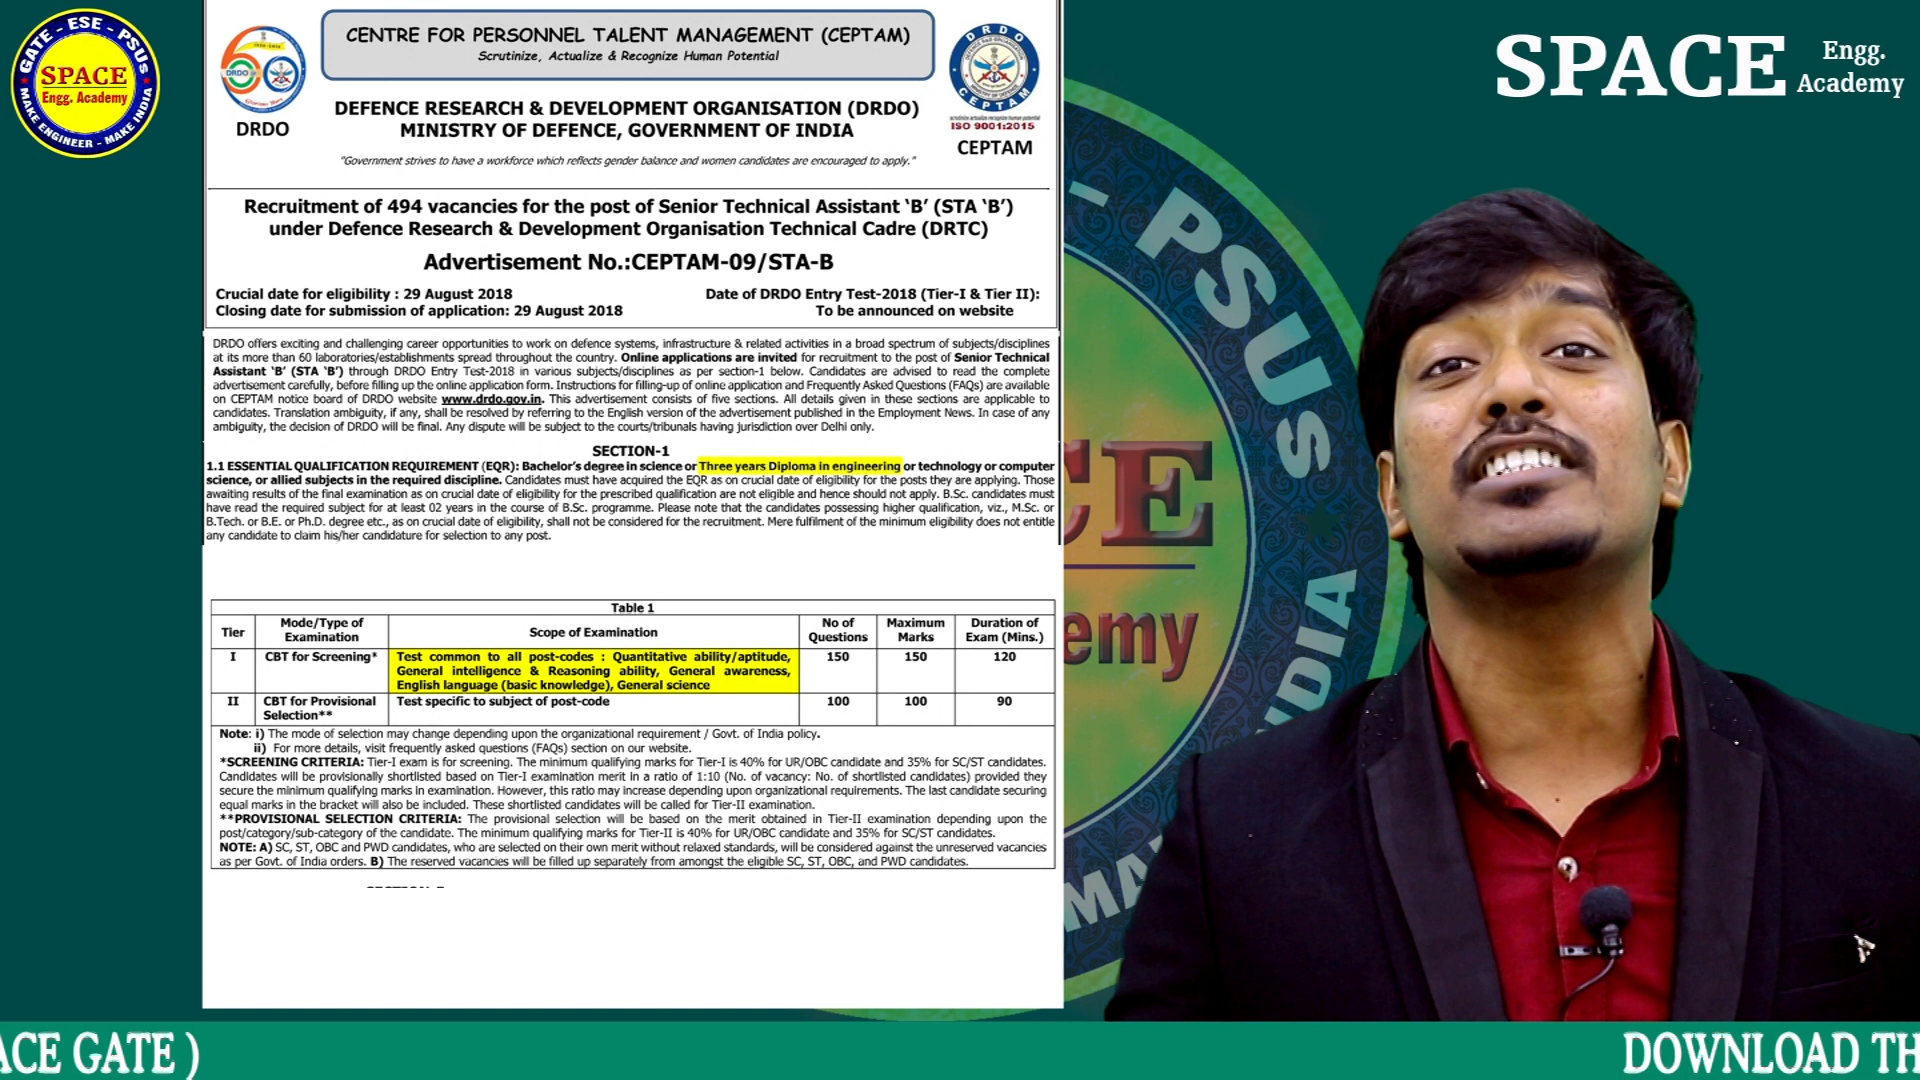 GATE - ESE - PSUs
SPACE
Engg. Academy
MAKE ENGINEER - MAKE INDIA
DRDO
DRDO
CENTRE FOR PERSONNEL TALENT MANAGEMENT (CEPTAM)
Scrutinize, Actualize & Recognize Human Potential
DEFENCE RESEARCH & DEVELOPMENT ORGANISATION (DRDO)
MINISTRY OF DEFENCE, GOVERNMENT OF INDIA
"Government strives to have a workforce which reflects gender balance and women candidates are encouraged to apply."
DRDO
CEPTAM
ISO 9001:2015
CEPTAM
SPACE
Engg.
Academy
Recruitment of 494 vacancies for the post of Senior Technical Assistant ‘B’ (STA ‘B’)
under Defence Research & Development Organisation Technical Cadre (DRTC)
Advertisement No.:CEPTAM-09/STA-B
Crucial date for eligibility : 29 August 2018
Closing date for submission of application: 29 August 2018
Date of DRDO Entry Test-2018 (Tier-I & Tier II):
To be announced on website
DRDO offers exciting and challenging career opportunities to work on defence systems, infrastructure & related activities in a broad spectrum of subjects/disciplines
at its more than 60 laboratories/establishments spread throughout the country. Online applications are invited for recruitment to the post of Senior Technical
Assistant ‘B’ (STA ‘B’) through DRDO Entry Test-2018 in various subjects/disciplines as per section-1 below. Candidates are advised to read the complete
advertisement carefully, before filling up the online application form. Instructions for filling-up of online application and Frequently Asked Questions (FAQs) are available
on CEPTAM notice board of DRDO website www.drdo.gov.in. This advertisement consists of five sections. All details given in these sections are applicable to
candidates. Translation ambiguity, if any, shall be resolved by referring to the English version of the advertisement published in the Employment News. In case of any
ambiguity, the decision of DRDO will be final. Any dispute will be subject to the courts/tribunals having jurisdiction over Delhi only.
SECTION-1
1.1 ESSENTIAL QUALIFICATION REQUIREMENT (EQR): Bachelor's degree in science or Three years Diploma in engineering or technology or computer
science, or allied subjects in the required discipline. Candidates must have acquired the EQR as on crucial date of eligibility for the posts they are applying. Those
awaiting results of the final examination as on crucial date of eligibility for the prescribed qualification are not eligible and hence should not apply. B.Sc. candidates must
have read the required subject for at least 02 years in the course of B.Sc. programme. Please note that the candidates possessing higher qualification, viz., M.Sc. or
B.Tech. or B.E. or Ph.D. degree etc., as on crucial date of eligibility, shall not be considered for the recruitment. Mere fulfilment of the minimum eligibility does not entitle
any candidate to claim his/her candidature for selection to any post.
Table 1
Tier Mode/Type of Examination Scope of Examination No of Questions Maximum Marks Duration of Exam (Mins.)
I CBT for Screening* Test common to all post-codes : Quantitative ability/aptitude, 150 150 120
General intelligence & Reasoning ability, General awareness,
English language (basic knowledge), General science
II CBT for Provisional Selection** Test specific to subject of post-code 100 100 90
Note: i) The mode of selection may change depending upon the organizational requirement / Govt. of India policy.
ii) For more details, visit frequently asked questions (FAQs) section on our website.
*SCREENING CRITERIA: Tier-I exam is for screening. The minimum qualifying marks for Tier-I is 40% for UR/OBC candidate and 35% for SC/ST candidates.
Candidates will be provisionally shortlisted based on Tier-I examination merit in a ratio of 1:10 (No. of vacancy: No. of shortlisted candidates) provided they
secure the minimum qualifying marks in examination. However, this ratio may increase depending upon organizational requirements. The last candidate securing
equal marks in the bracket will also be included. These shortlisted candidates will be called for Tier-II examination.
**PROVISIONAL SELECTION CRITERIA: The provisional selection will be based on the merit obtained in Tier-II examination depending upon the
post/category/sub-category of the candidate. The minimum qualifying marks for Tier-II is 40% for UR/OBC candidate and 35% for SC/ST candidates.
NOTE: A) SC, ST, OBC and PWD candidates, who are selected on their own merit without relaxed standards, will be considered against the unreserved vacancies
as per Govt. of India orders. B) The reserved vacancies will be filled up separately from amongst the eligible SC, ST, OBC, and PWD candidates.
- PSUs
CE
emy
MA
NDIA
ACE GATE )
DOWNLOAD TH